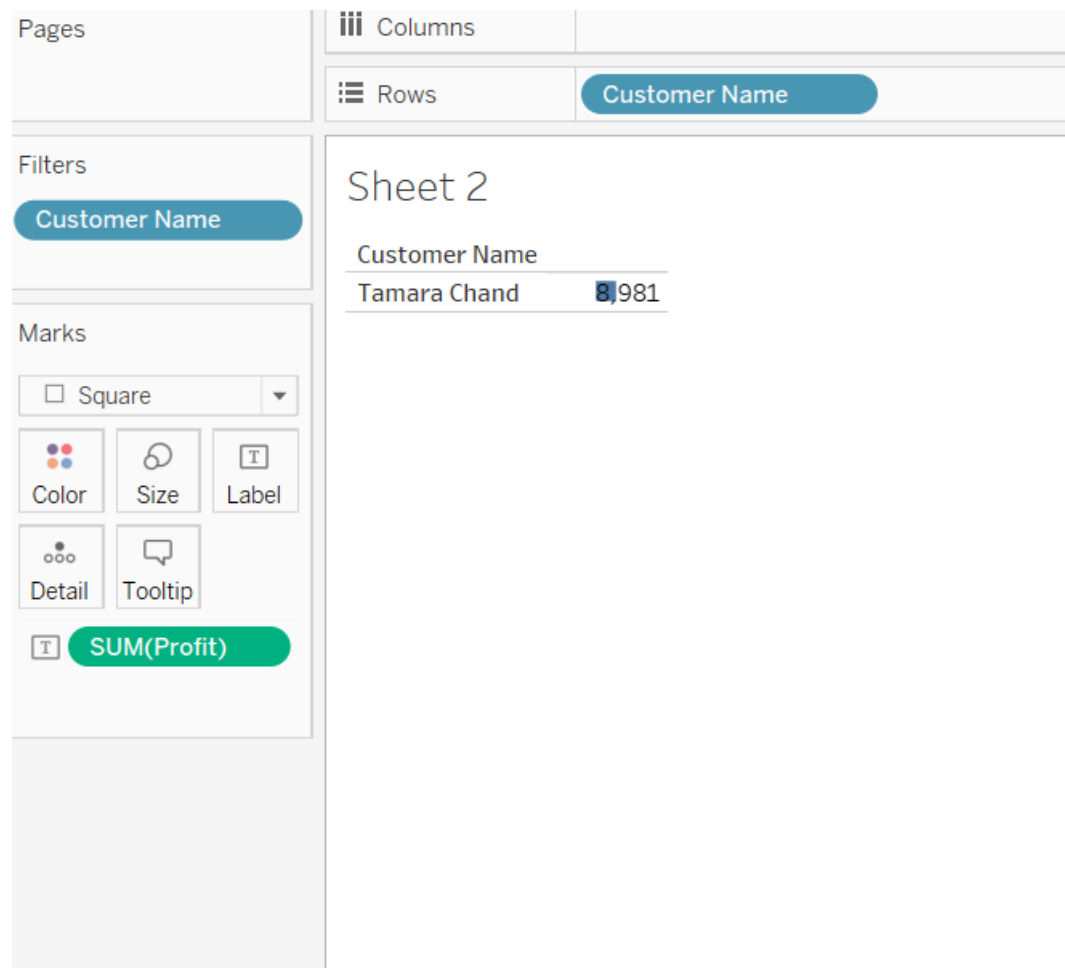 Pages
Columns
Rows
Customer Name
Filters
Customer Name
Marks
Square
Color
Size
T
Label
Detail
Tooltip
T
SUM(Profit)
Sheet 2
Customer Name
Tamara Chand 8,981